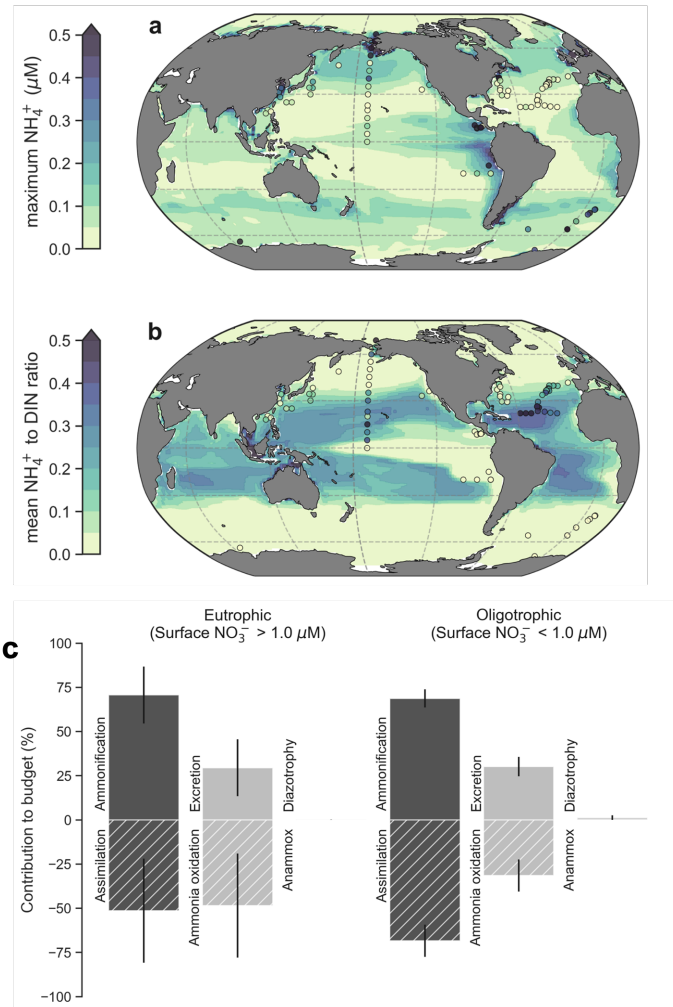 a
0.5
0.4
0.3
0.2
0.1
0.0
maximum NH₄⁺ (μM)
b
0.5
0.4
0.3
0.2
0.1
0.0
mean NH₄⁺ to DIN ratio
c
Eutrophic
(Surface NO₃⁻ > 1.0 μM)
Oligotrophic
(Surface NO₃⁻ < 1.0 μM)
100
75
50
25
0
−25
−50
−75
−100
Contribution to budget (%)
Ammonification
Excretion
Diazotrophy
Assimilation
Ammonia oxidation
Anammox
Ammonification
Excretion
Diazotrophy
Assimilation
Ammonia oxidation
Anammox